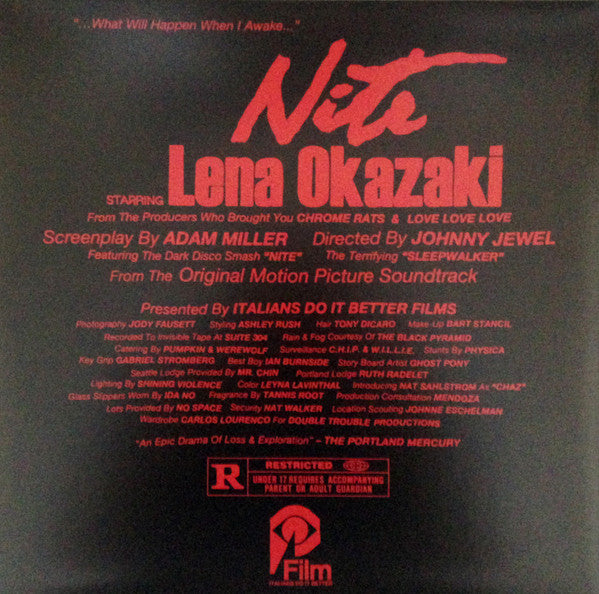 "...What Will Happen When I Awake..."
Nite
STARRING Lena Okazaki
From The Producers Who Brought You CHROME RATS & LOVE LOVE LOVE
Screenplay By ADAM MILLER Directed By JOHNNY JEWEL
Featuring The Dark Disco Smash "NITE" The Terrifying "SLEEPWALKER"
From The Original Motion Picture Soundtrack
Presented By ITALIANS DO IT BETTER FILMS
Photography JODY FAUSETT Styling ASHLEY RUSH Hair TONY DICARO Make-Up BART STANCIL
Recorded To Invisible Tape At SUITE 304 Rain & Fog Courtesy Of THE BLACK PYRAMID
Catering By PUMPKIN & WEREWOLF Surveillance C.H.I.P. & W.I.L.L.I.E. Stunts By PHYSICA
Key Grip GABRIEL STROMBERG Best Boy IAN BURNSIDE Story Board Artist GHOST PONY
Seattle Lodge Provided By MR. CHIN Portland Lodge RUTH RADELET
Lighting By SHINING VIOLENCE Color LEYNA LAVINTHAL Introducing NAT SAHLSTROM As "CHAZ"
Glass Slippers Worn By IDA NO Fragrance By TANNIS ROOT Production Consultation MENDOZA
Lots Provided By NO SPACE Security NAT WALKER Location Scouting JOHNNE ESCHELMAN
Wardrobe CARLOS LOURENCO For DOUBLE TROUBLE PRODUCTIONS
"An Epic Drama Of Loss & Exploration" – THE PORTLAND MERCURY
R RESTRICTED
UNDER 17 REQUIRES ACCOMPANYING
PARENT OR ADULT GUARDIAN
Film
ITALIANS DO IT BETTER